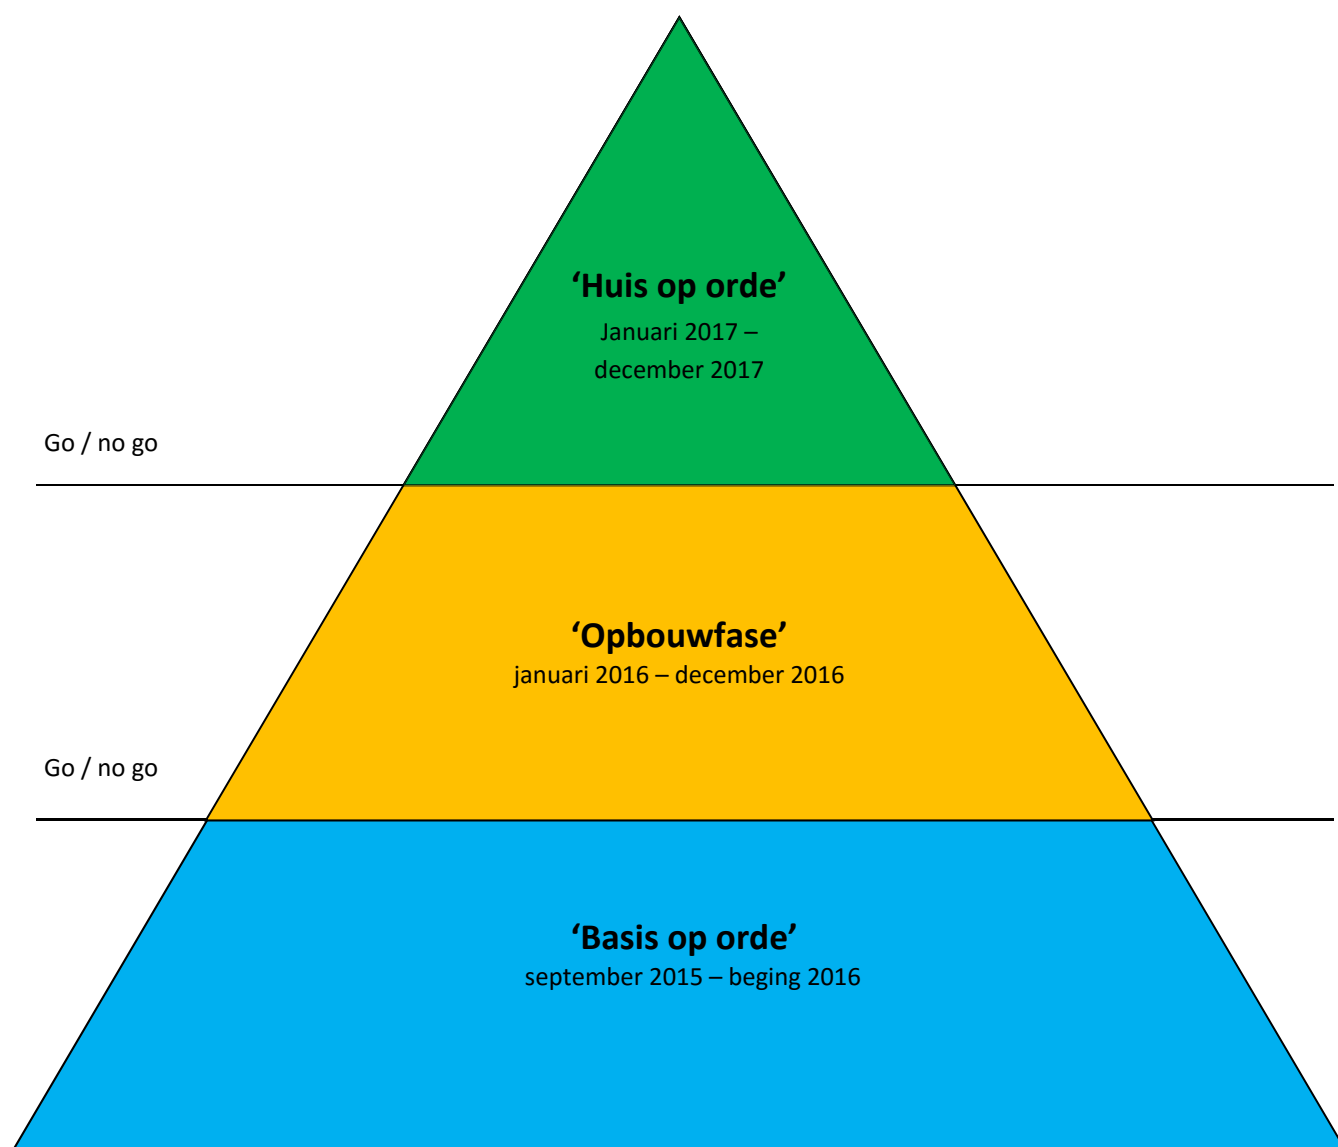 ‘Huis op orde’
Januari 2017 –
december 2017
Go / no go
‘Opbouwfase’
januari 2016 – december 2016
Go / no go
‘Basis op orde’
september 2015 – beging 2016